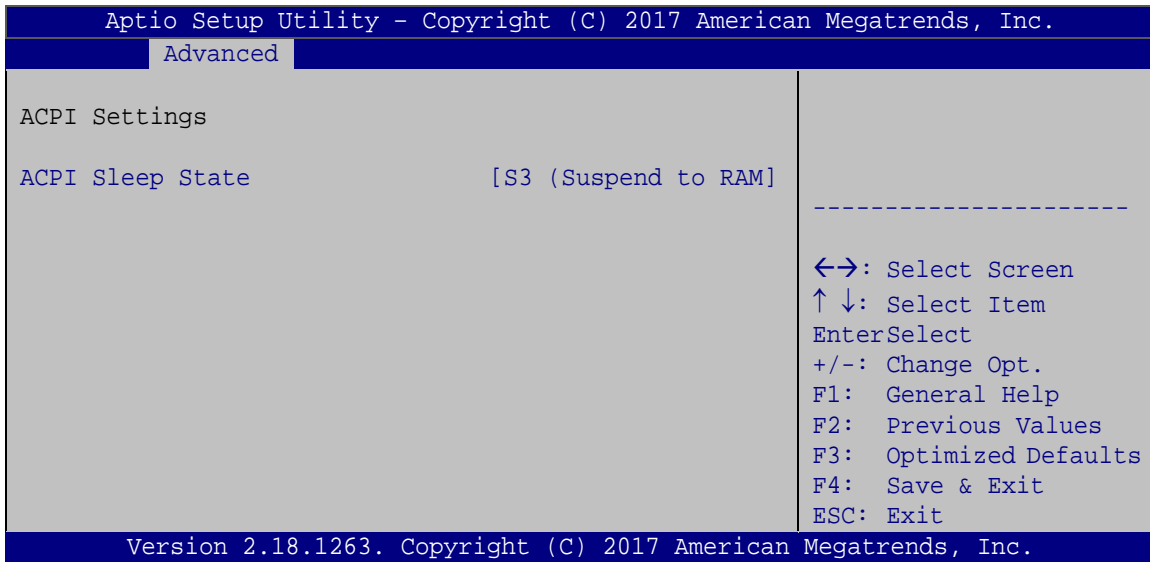 Aptio Setup Utility – Copyright (C) 2017 American Megatrends, Inc.
Advanced
ACPI Settings
ACPI Sleep State [S3 (Suspend to RAM]
----------------------
←→: Select Screen
↑ ↓: Select Item
EnterSelect
+/-: Change Opt.
F1: General Help
F2: Previous Values
F3: Optimized Defaults
F4: Save & Exit
ESC: Exit
Version 2.18.1263. Copyright (C) 2017 American Megatrends, Inc.